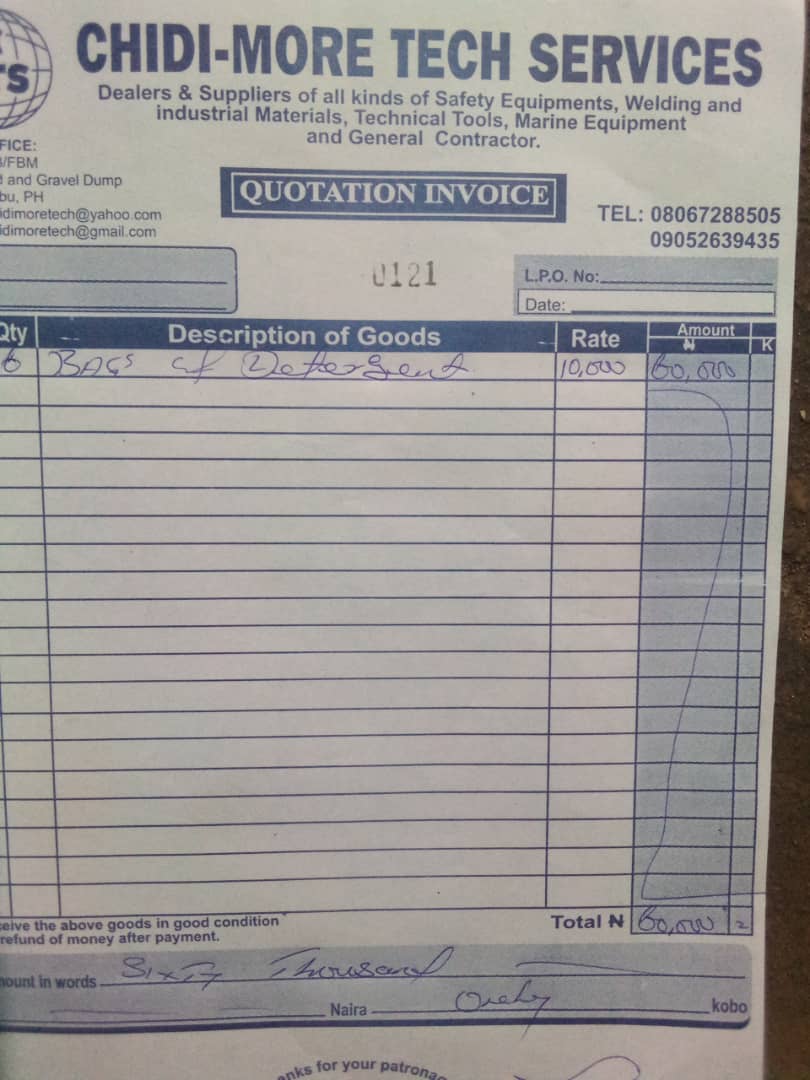 TS
CHIDI-MORE TECH SERVICES
Dealers & Suppliers of all kinds of Safety Equipments, Welding and
industrial Materials, Technical Tools, Marine Equipment
and General Contractor.
FICE:
/FBM
d and Gravel Dump
bu, PH
idimoretech@yahoo.com
idimoretech@gmail.com
QUOTATION INVOICE
TEL: 08067288505
09052639435
0121
L.P.O. No:
Date:
Qty Description of Goods Rate Amount
₦ K
6 BAGS of Detergent 10,000 60,000
ceive the above goods in good condition
refund of money after payment.
Total ₦ 60,000
mount in words Sixty Thousand
Naira Only kobo
anks for your patrona